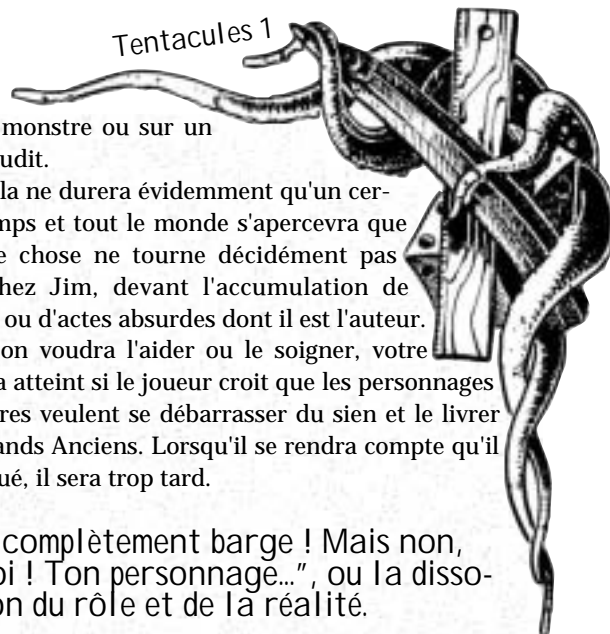 Tentacules 1
monstre ou sur un
udit.
la ne durera évidemment qu'un cer-
mps et tout le monde s'apercevra que
e chose ne tourne décidément pas
hez Jim, devant l'accumulation de
ou d'actes absurdes dont il est l'auteur.
on voudra l'aider ou le soigner, votre
a atteint si le joueur croit que les personnages
res veulent se débarrasser du sien et le livrer
ands Anciens. Lorsqu'il se rendra compte qu'il
ué, il sera trop tard.
complètement barge ! Mais non,
oi ! Ton personnage...", ou la disso-
on du rôle et de la réalité.